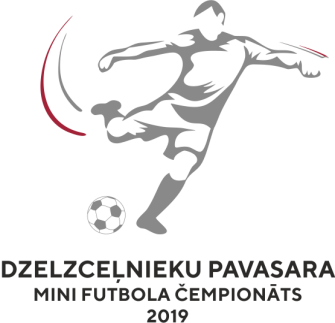 DZELZCEĻNIEKU PAVASARA
MINI FUTBOLA ČEMPIONĀTS
2019